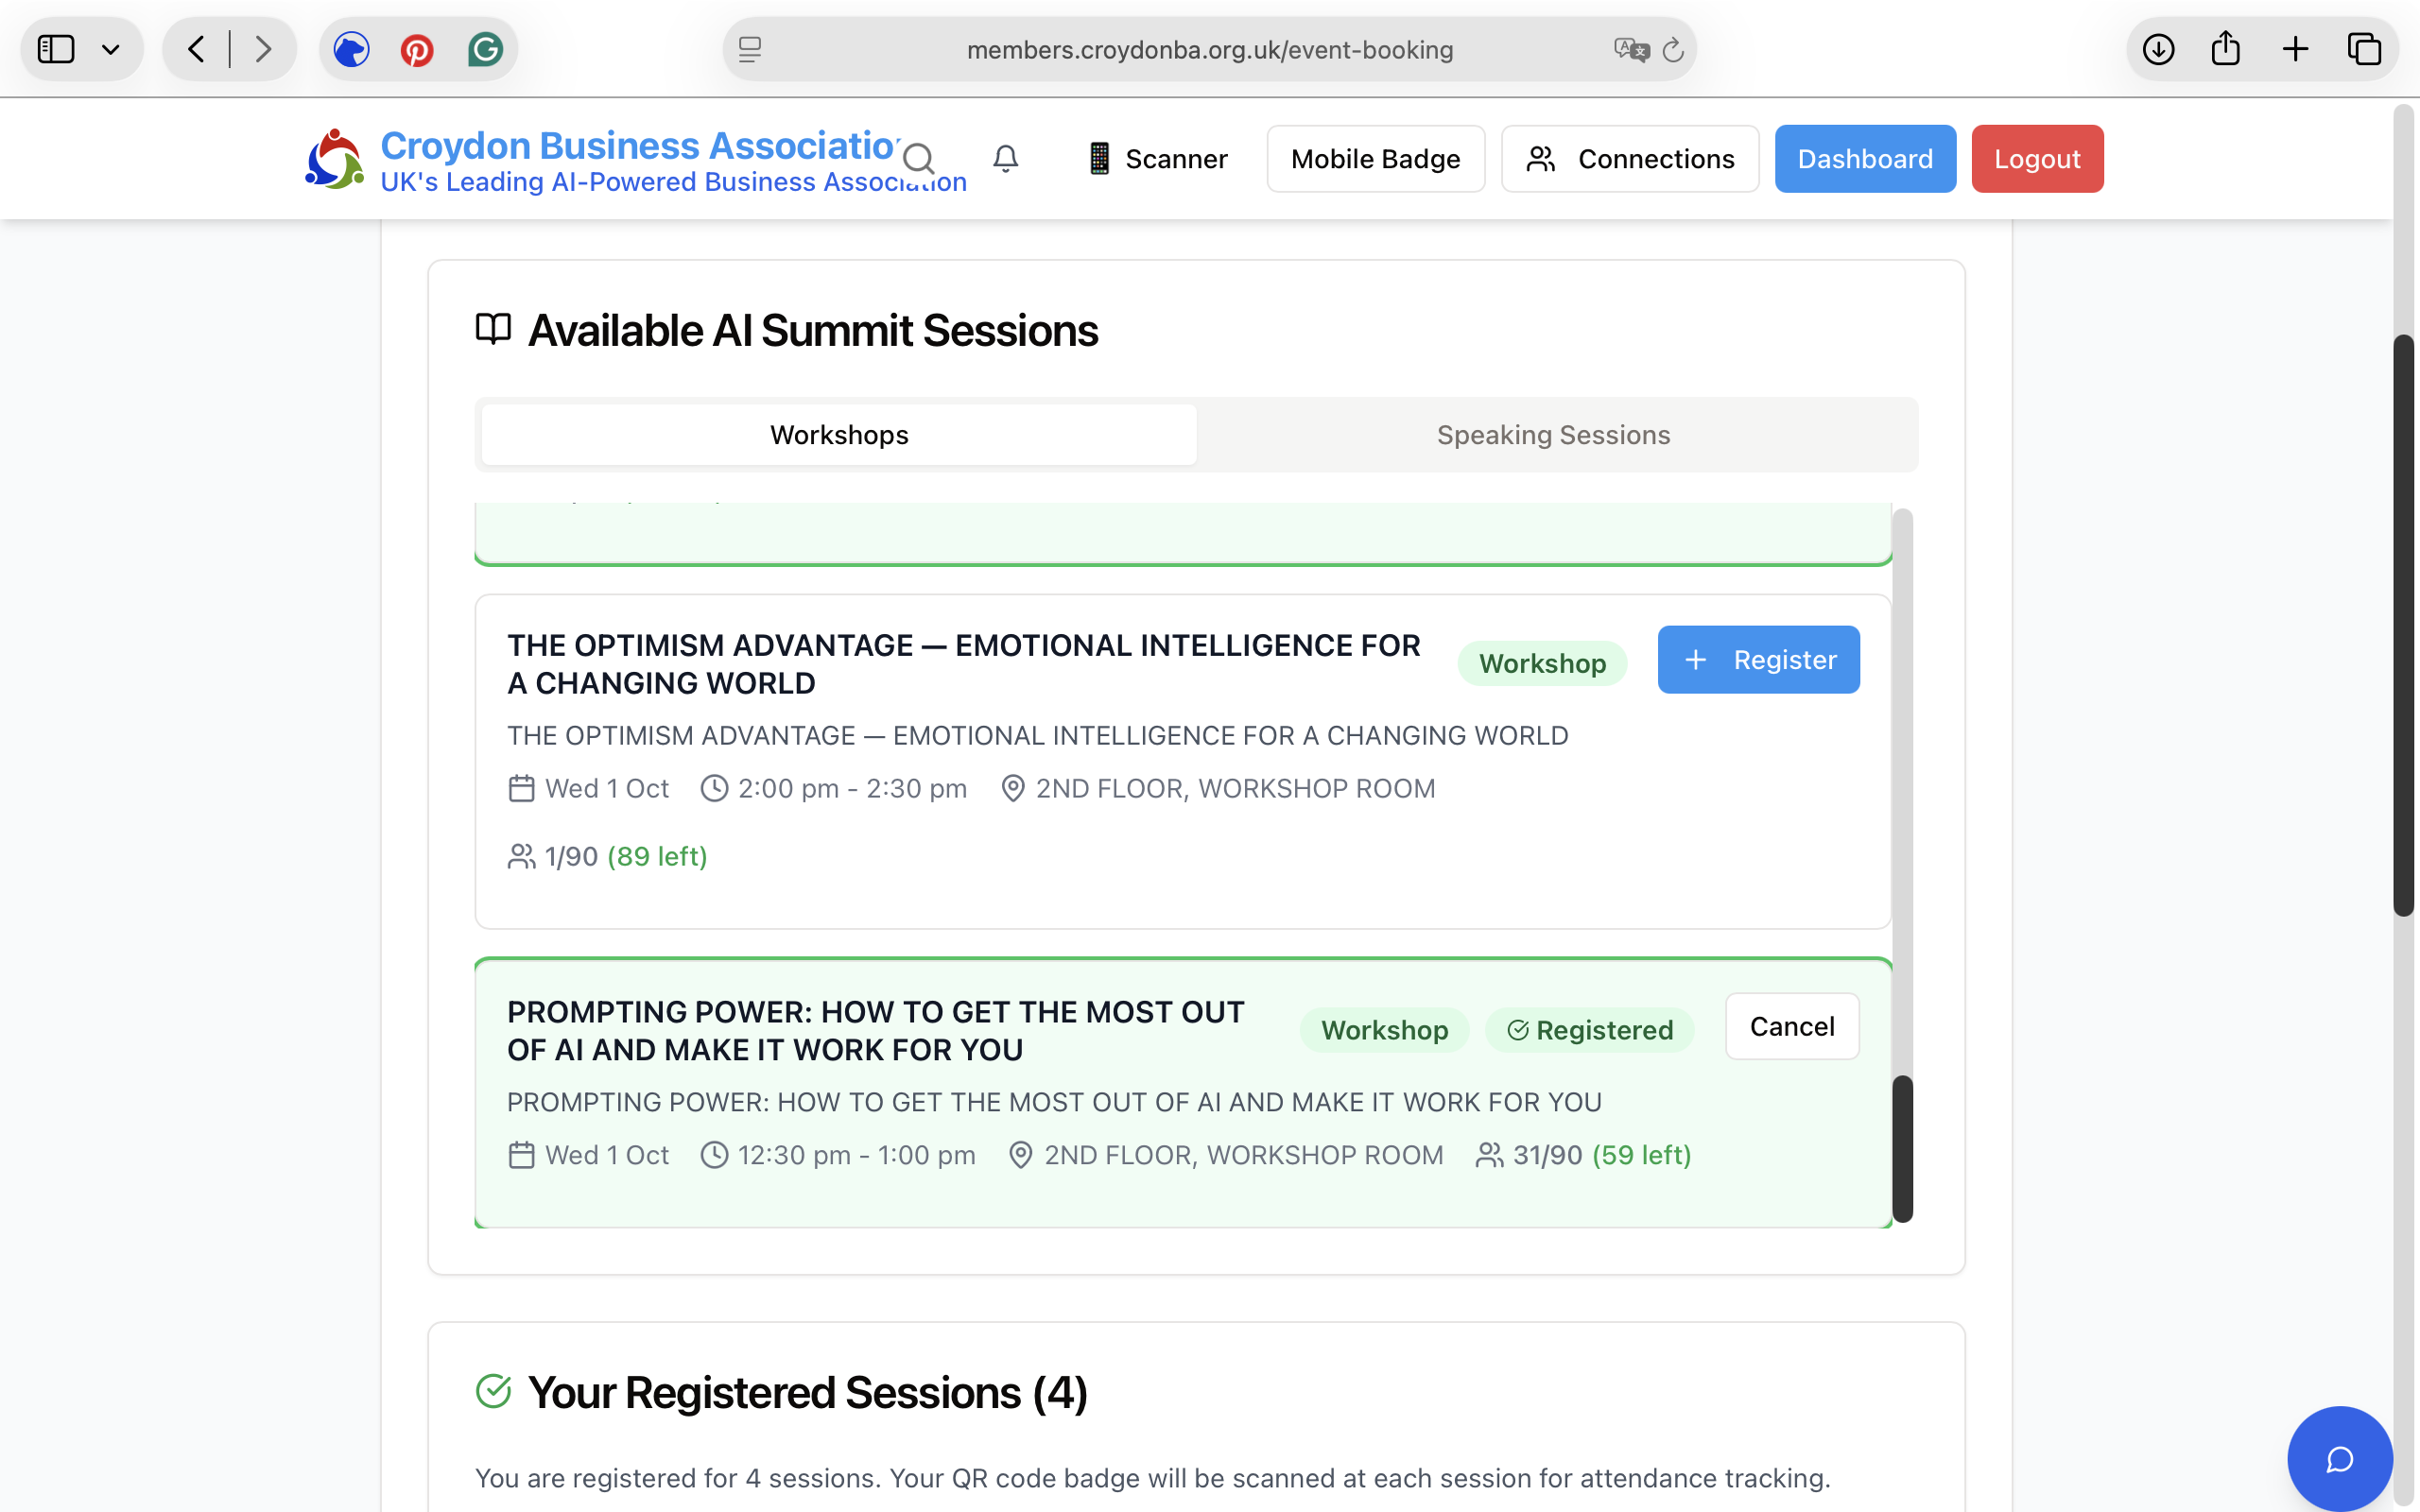 members.croydonba.org.uk/event-booking
Croydon Business Associatio
UK's Leading AI-Powered Business Association
Scanner
Mobile Badge
Connections
Dashboard
Logout
Available AI Summit Sessions
Workshops
Speaking Sessions
THE OPTIMISM ADVANTAGE — EMOTIONAL INTELLIGENCE FOR
A CHANGING WORLD
Workshop
+ Register
THE OPTIMISM ADVANTAGE — EMOTIONAL INTELLIGENCE FOR A CHANGING WORLD
Wed 1 Oct 2:00 pm - 2:30 pm 2ND FLOOR, WORKSHOP ROOM
1/90 (89 left)
PROMPTING POWER: HOW TO GET THE MOST OUT
OF AI AND MAKE IT WORK FOR YOU
Workshop
Registered
Cancel
PROMPTING POWER: HOW TO GET THE MOST OUT OF AI AND MAKE IT WORK FOR YOU
Wed 1 Oct 12:30 pm - 1:00 pm 2ND FLOOR, WORKSHOP ROOM 31/90 (59 left)
Your Registered Sessions (4)
You are registered for 4 sessions. Your QR code badge will be scanned at each session for attendance tracking.